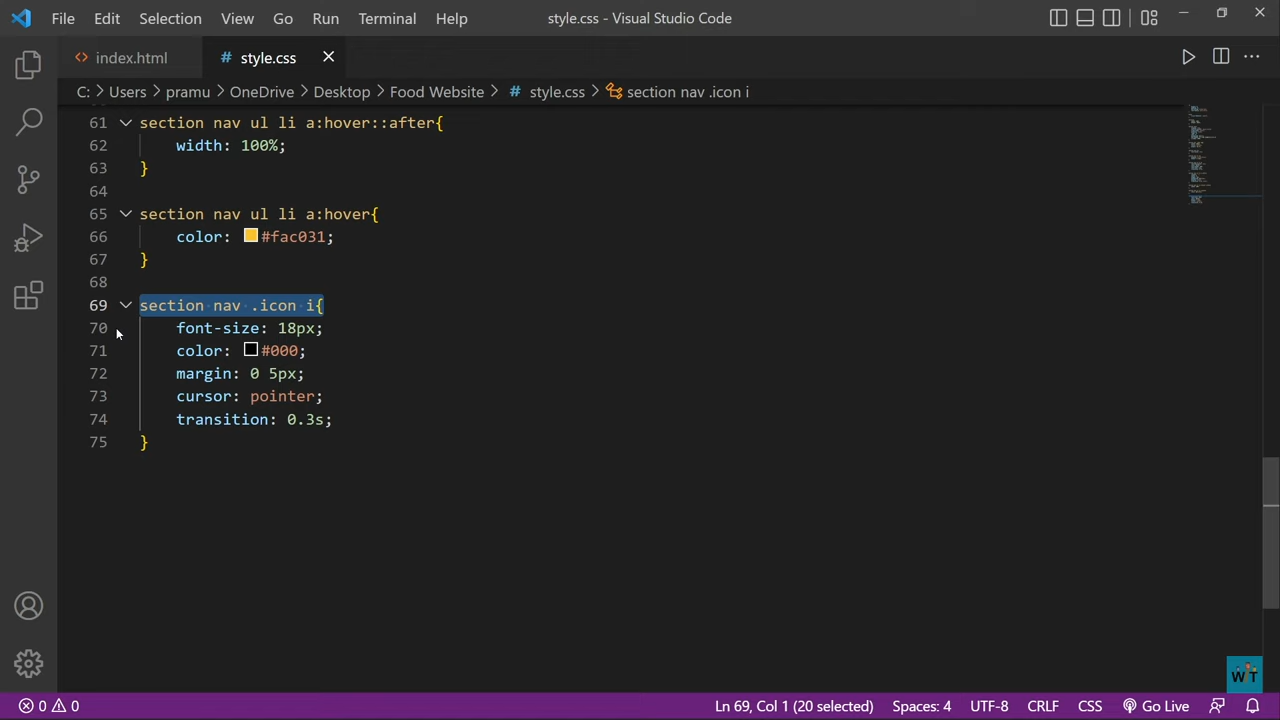 File Edit Selection View Go Run Terminal Help style.css - Visual Studio Code
index.html # style.css
C: > Users > pramu > OneDrive > Desktop > Food Website > # style.css > section nav .icon i
61 section nav ul li a:hover::after{
62 width: 100%;
63 }
64
65 section nav ul li a:hover{
66 color: #fac031;
67 }
68
69 section nav .icon i{
70 font-size: 18px;
71 color: #000;
72 margin: 0 5px;
73 cursor: pointer;
74 transition: 0.3s;
75 }
WT
0 0 Ln 69, Col 1 (20 selected) Spaces: 4 UTF-8 CRLF CSS Go Live